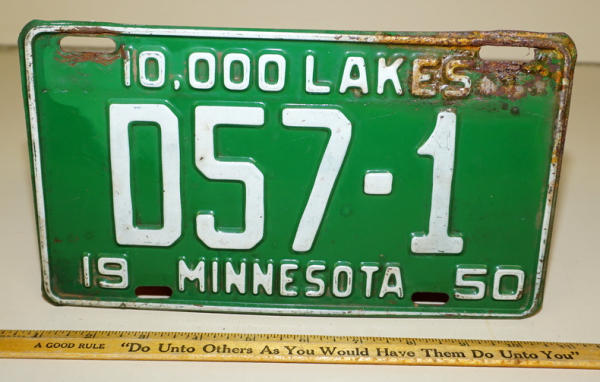 10,000 LAKES
D57-1
19 MINNESOTA 50
A GOOD RULE "Do Unto Others As You Would Have Them Do Unto You"